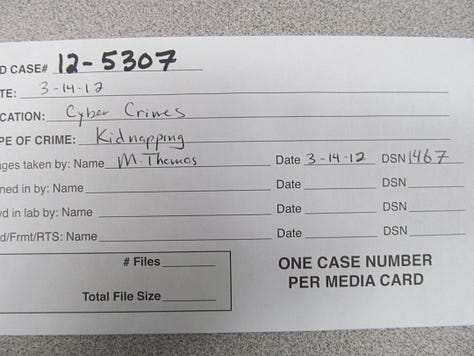 D CASE# 12-5307
TE: 3-14-12
CATION: Cyber Crimes
PE OF CRIME: Kidnapping
ges taken by: Name M. Thomas Date 3-14-12 DSN 1467
ned in by: Name Date DSN
d in lab by: Name Date DSN
d/Frmt/RTS: Name Date DSN
# Files
Total File Size
ONE CASE NUMBER
PER MEDIA CARD